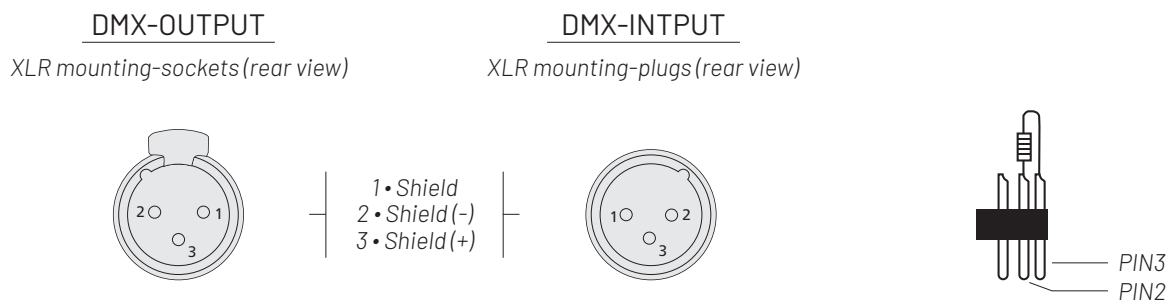 DMX-OUTPUT
XLR mounting-sockets (rear view)
2
1
3
1 • Shield
2 • Shield (-)
3 • Shield (+)
DMX-INTPUT
XLR mounting-plugs (rear view)
1
2
3
PIN3
PIN2